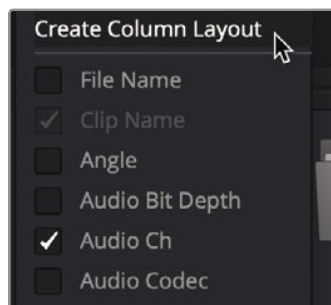 Create Column Layout
File Name
Clip Name
Angle
Audio Bit Depth
Audio Ch
Audio Codec